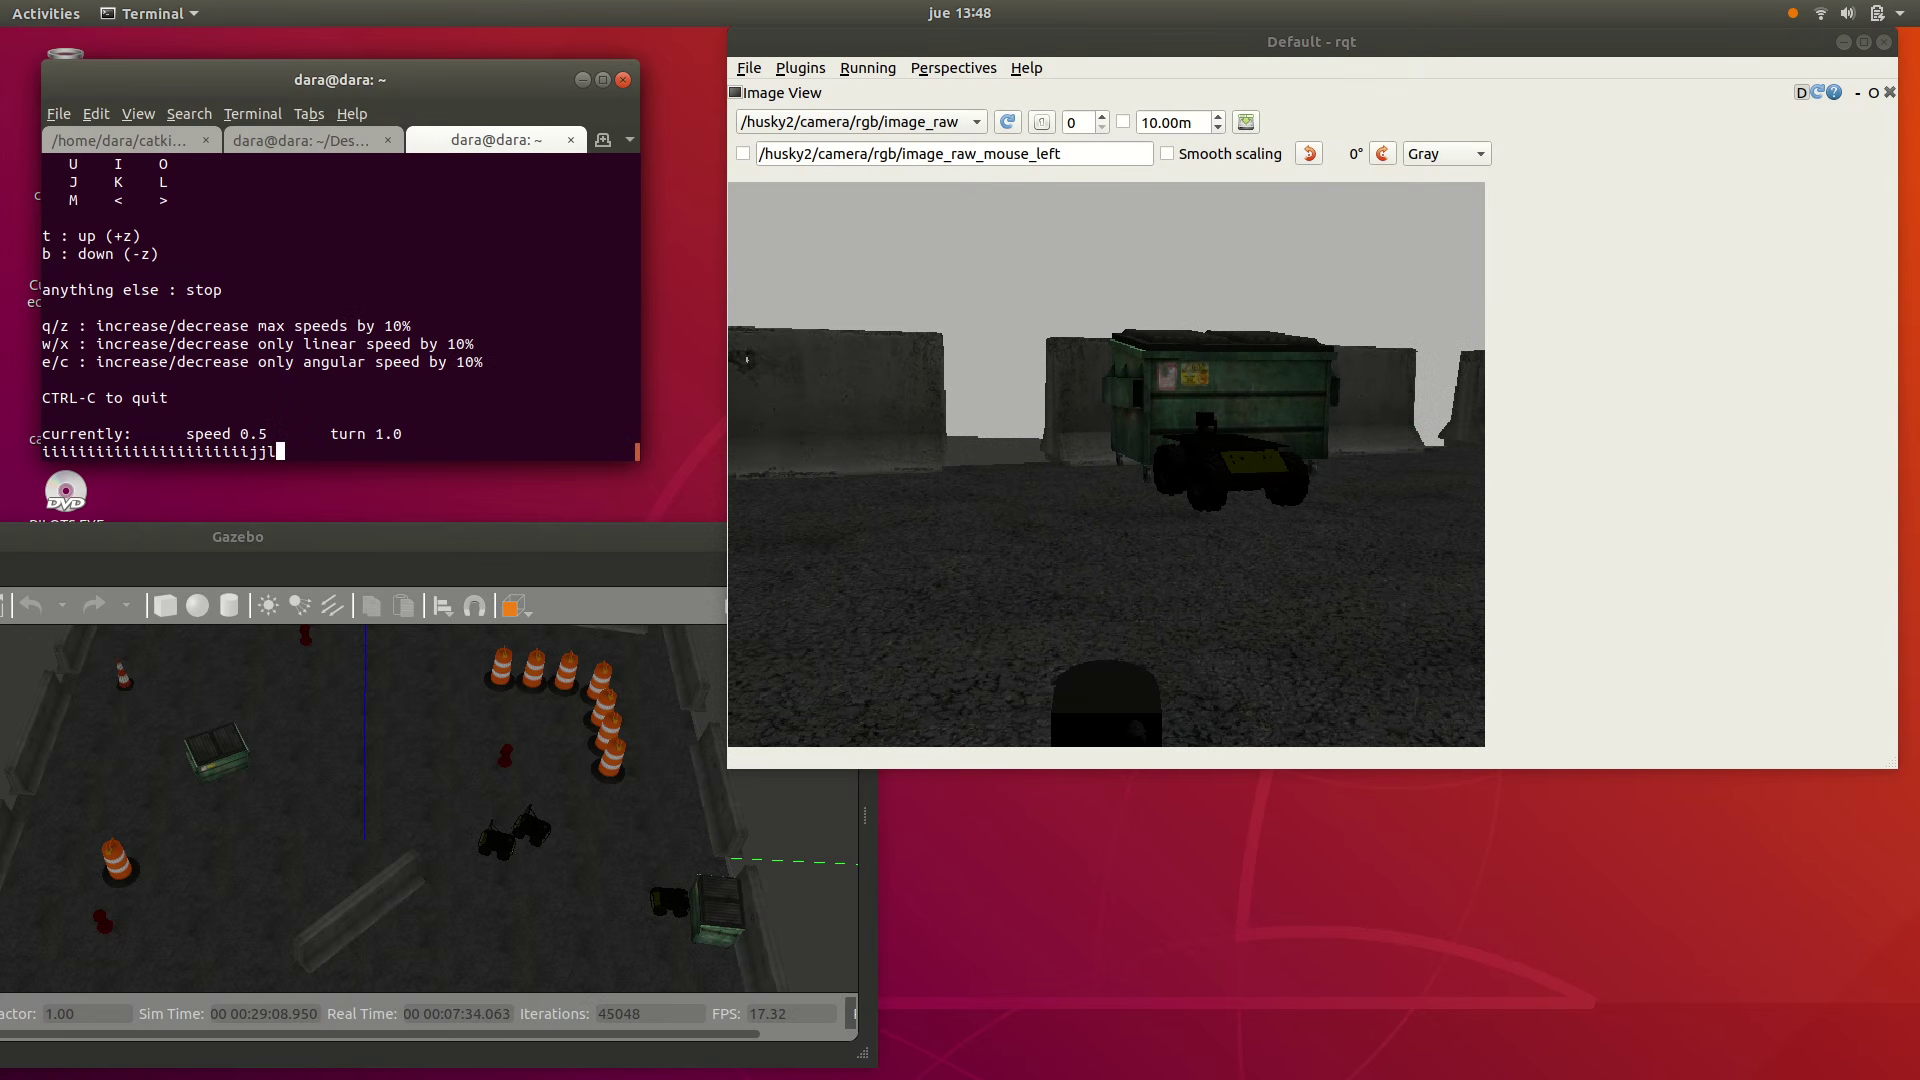 Activities
Terminal
jue 13:48
dara@dara: ~
File Edit View Search Terminal Tabs Help
/home/dara/catki...
dara@dara: ~/Des...
dara@dara: ~
U I O
J K L
M < >
t : up (+z)
b : down (-z)
anything else : stop
q/z : increase/decrease max speeds by 10%
w/x : increase/decrease only linear speed by 10%
e/c : increase/decrease only angular speed by 10%
CTRL-C to quit
currently: speed 0.5 turn 1.0
iiiiiiiiiiiiiiiiiiiiiiijjl
DVD
Default - rqt
File Plugins Running Perspectives Help
Image View
D
- O
/husky2/camera/rgb/image_raw
0
10.00m
/husky2/camera/rgb/image_raw_mouse_left
Smooth scaling
0°
Gray
Gazebo
actor: 1.00 Sim Time: 00 00:29:08.950 Real Time: 00 00:07:34.063 Iterations: 45048 FPS: 17.32